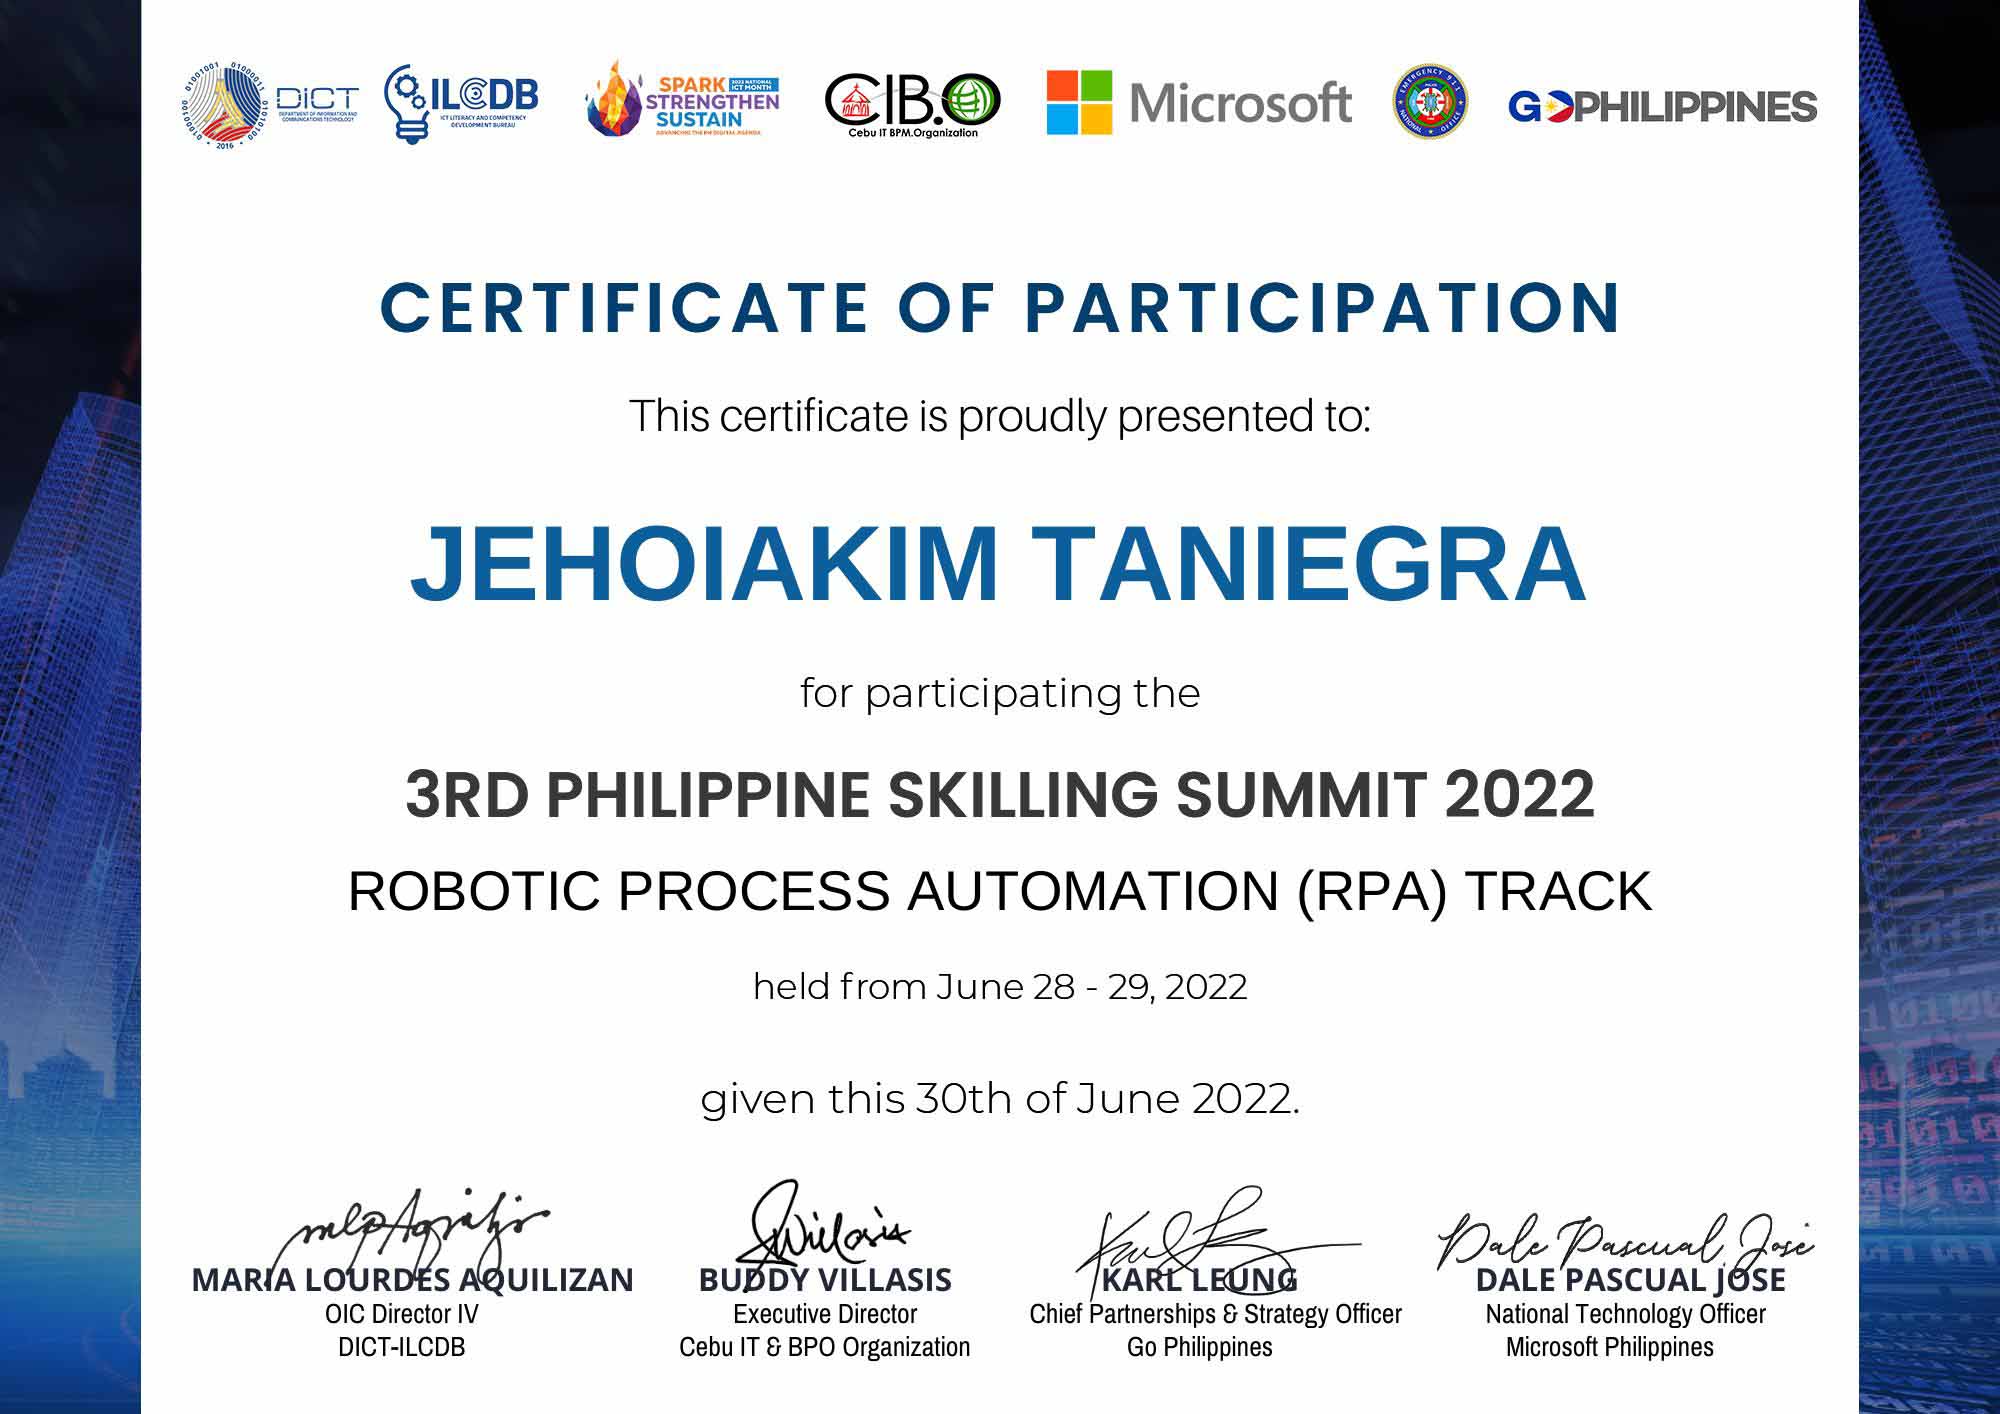 DICT
DEPARTMENT OF INFORMATION AND
COMMUNICATIONS TECHNOLOGY
2016
ILCDB
ICT LITERACY AND COMPETENCY
DEVELOPMENT BUREAU
SPARK
2022 NATIONAL
ICT MONTH
STRENGTHEN
SUSTAIN
ADVANCING THE PH DIGITAL AGENDA
CIB.O
Cebu IT BPM.Organization
Microsoft
EMERGENCY 911
NATIONAL OFFICE
GOPHILIPPINES
CERTIFICATE OF PARTICIPATION
This certificate is proudly presented to:
JEHOIAKIM TANIEGRA
for participating the
3RD PHILIPPINE SKILLING SUMMIT 2022
ROBOTIC PROCESS AUTOMATION (RPA) TRACK
held from June 28 - 29, 2022
given this 30th of June 2022.
Dale Pascual Jose
MARIA LOURDES AQUILIZAN
OIC Director IV
DICT-ILCDB
BUDDY VILLASIS
Executive Director
Cebu IT & BPO Organization
KARL LEUNG
Chief Partnerships & Strategy Officer
Go Philippines
DALE PASCUAL JOSE
National Technology Officer
Microsoft Philippines